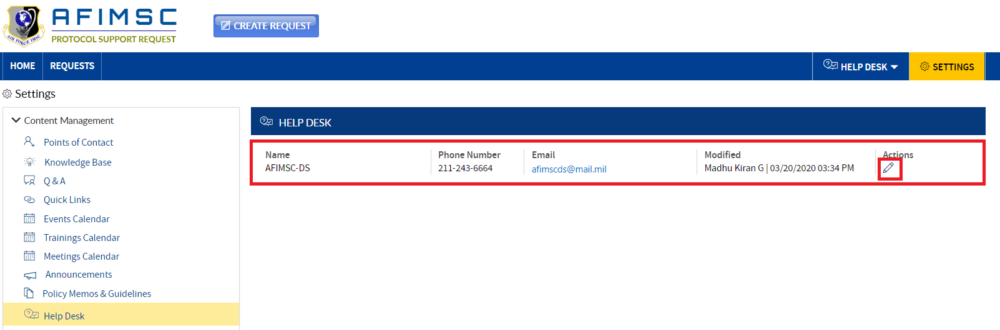 AIR FORCE IMSC
AFIMSC
PROTOCOL SUPPORT REQUEST
CREATE REQUEST
HOME REQUESTS HELP DESK SETTINGS
Settings
Content Management
Points of Contact
Knowledge Base
Q & A
Quick Links
Events Calendar
Trainings Calendar
Meetings Calendar
Announcements
Policy Memos & Guidelines
Help Desk
HELP DESK
Name Phone Number Email Modified Actions
AFIMSC-DS 211-243-6664 afimscds@mail.mil Madhu Kiran G | 03/20/2020 03:34 PM